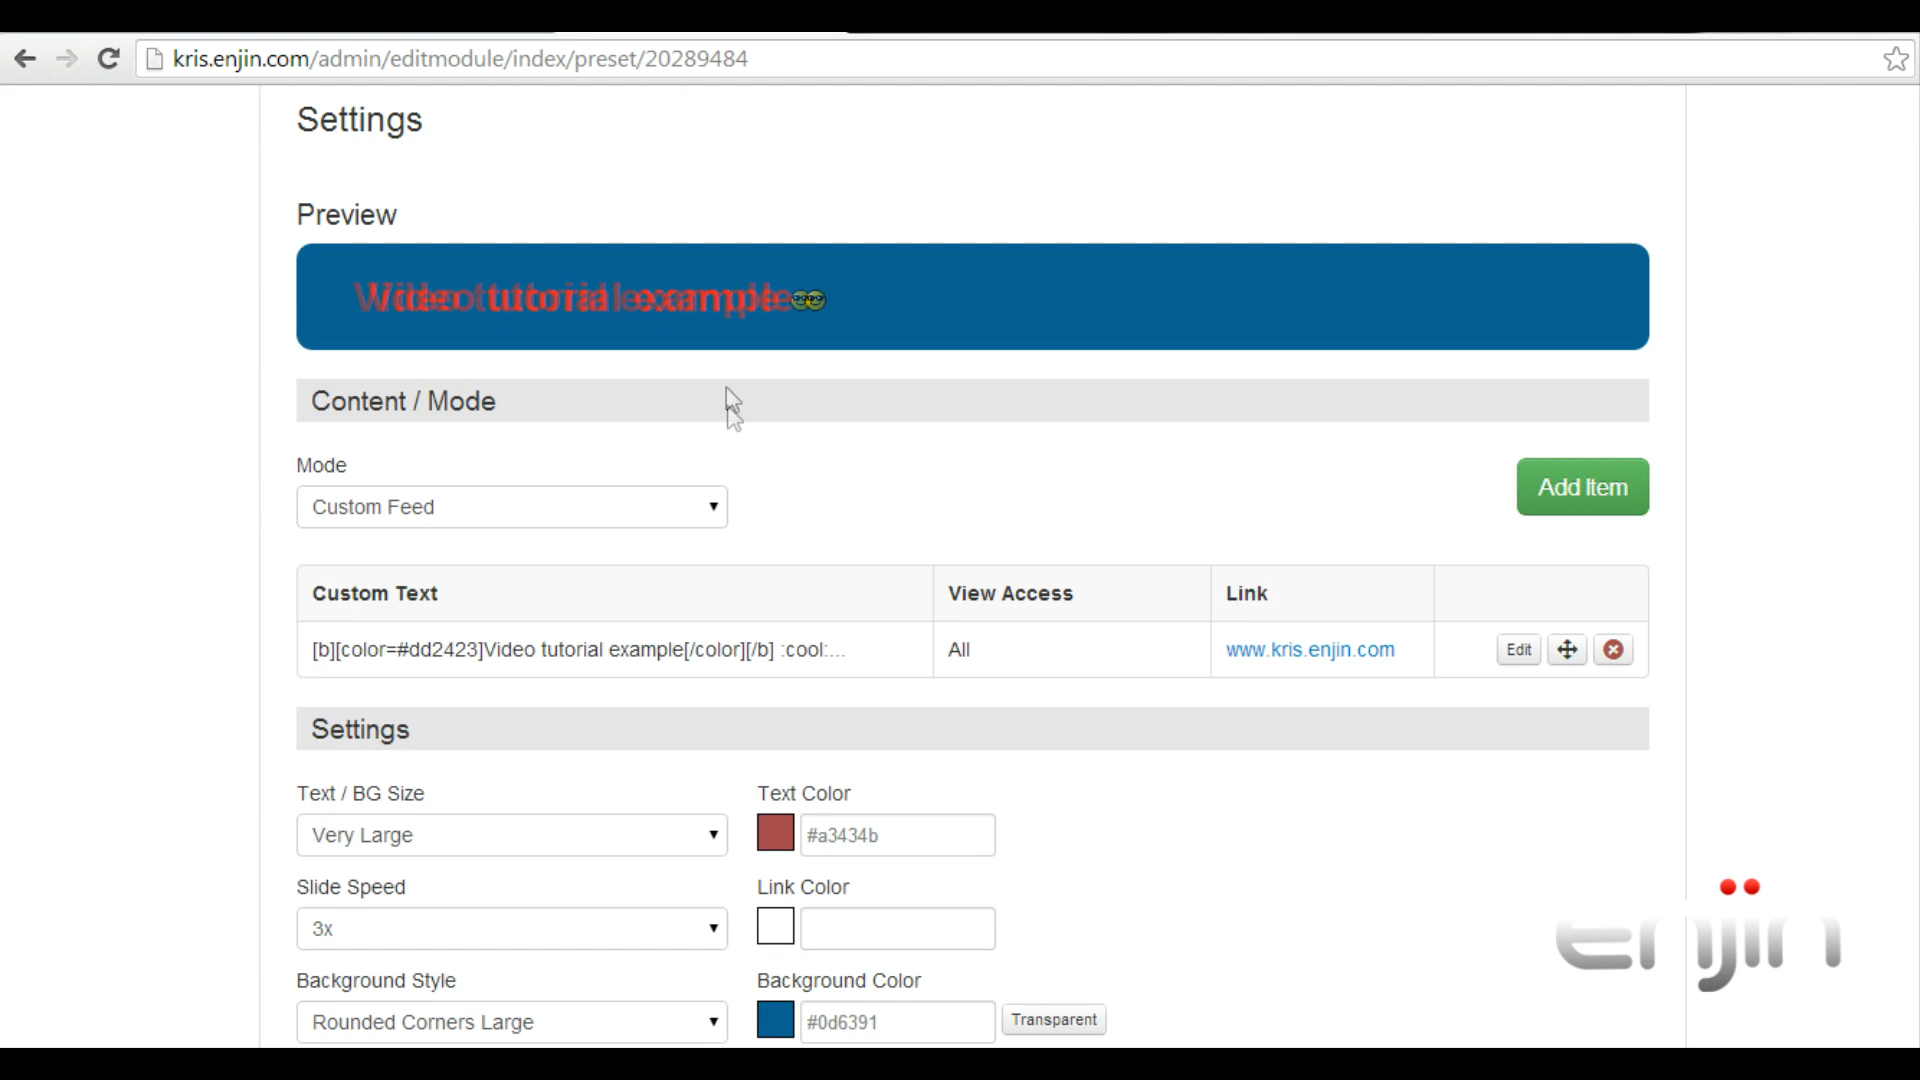 kris.enjin.com/admin/editmodule/index/preset/20289484
Settings
Preview
Video tutorial example
Content / Mode
Mode
Custom Feed
Add Item
Custom Text View Access Link
[b][color=#dd2423]Video tutorial example[/color][/b] :cool:... All www.kris.enjin.com Edit
Settings
Text / BG Size Text Color
Very Large #a3434b
Slide Speed Link Color
3x
Background Style Background Color
Rounded Corners Large #0d6391 Transparent
enjin